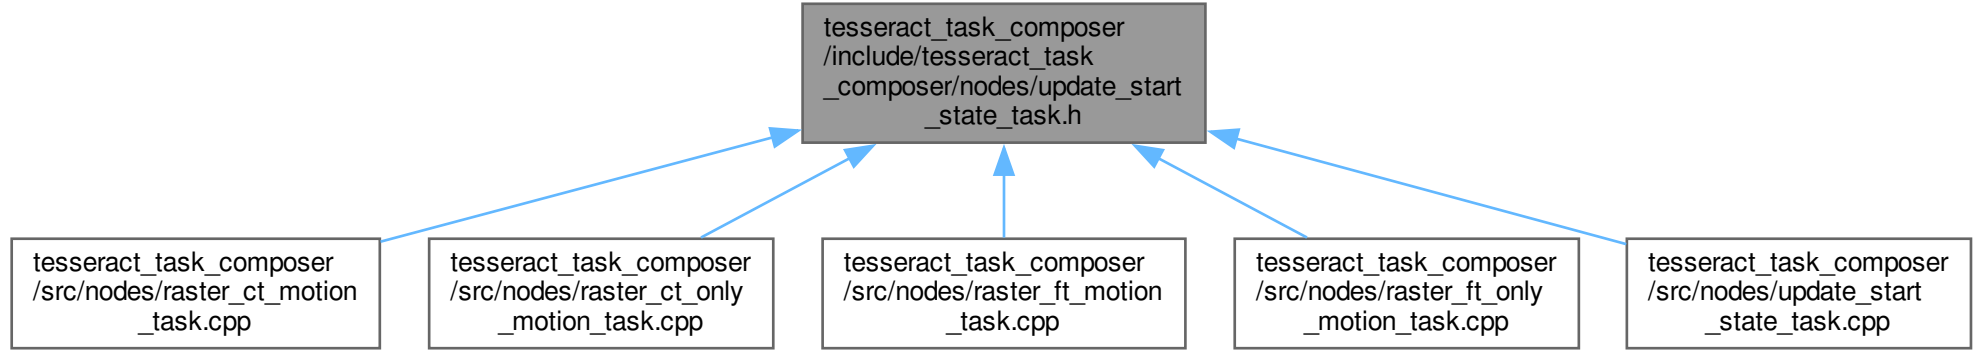 tesseract_task_composer
/include/tesseract_task
_composer/nodes/update_start
_state_task.h
tesseract_task_composer
/src/nodes/raster_ct_motion
_task.cpp
tesseract_task_composer
/src/nodes/raster_ct_only
_motion_task.cpp
tesseract_task_composer
/src/nodes/raster_ft_motion
_task.cpp
tesseract_task_composer
/src/nodes/raster_ft_only
_motion_task.cpp
tesseract_task_composer
/src/nodes/update_start
_state_task.cpp